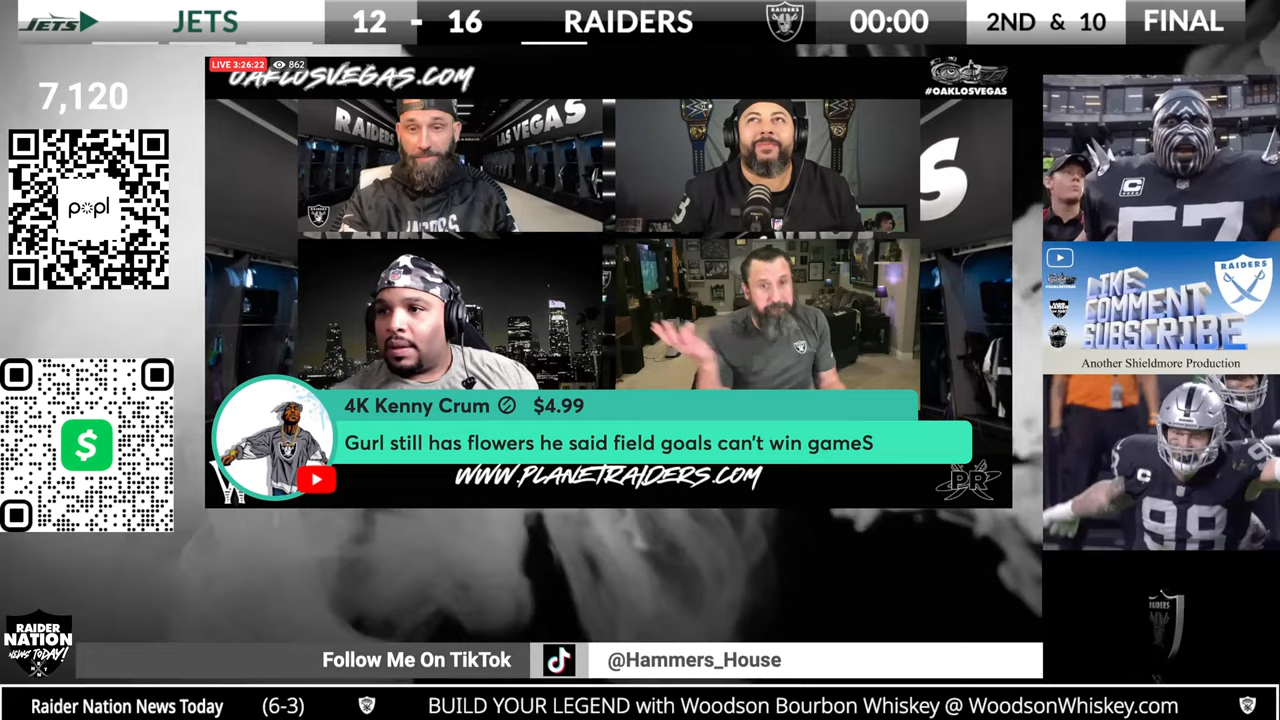 JETS
JETS
12 - 16
RAIDERS
00:00
2ND & 10
FINAL
LIVE 3:26:22
862
OAKLOSVEGAS.COM
#OAKLOSVEGAS
7,120
popl
RAIDERS
LAS VEGAS
S
C
57
LIKE
COMMENT
SUBSCRIBE
RAIDERS
Another Shieldmore Production
4K Kenny Crum $4.99
Gurl still has flowers he said field goals can't win gameS
WWW.PLANETRAIDERS.COM
PR
C
98
$
RAIDER
NATION
NEWS TODAY!
RAIDERS
Follow Me On TikTok
@Hammers_House
Raider Nation News Today
(6-3)
BUILD YOUR LEGEND with Woodson Bourbon Whiskey @ WoodsonWhiskey.com